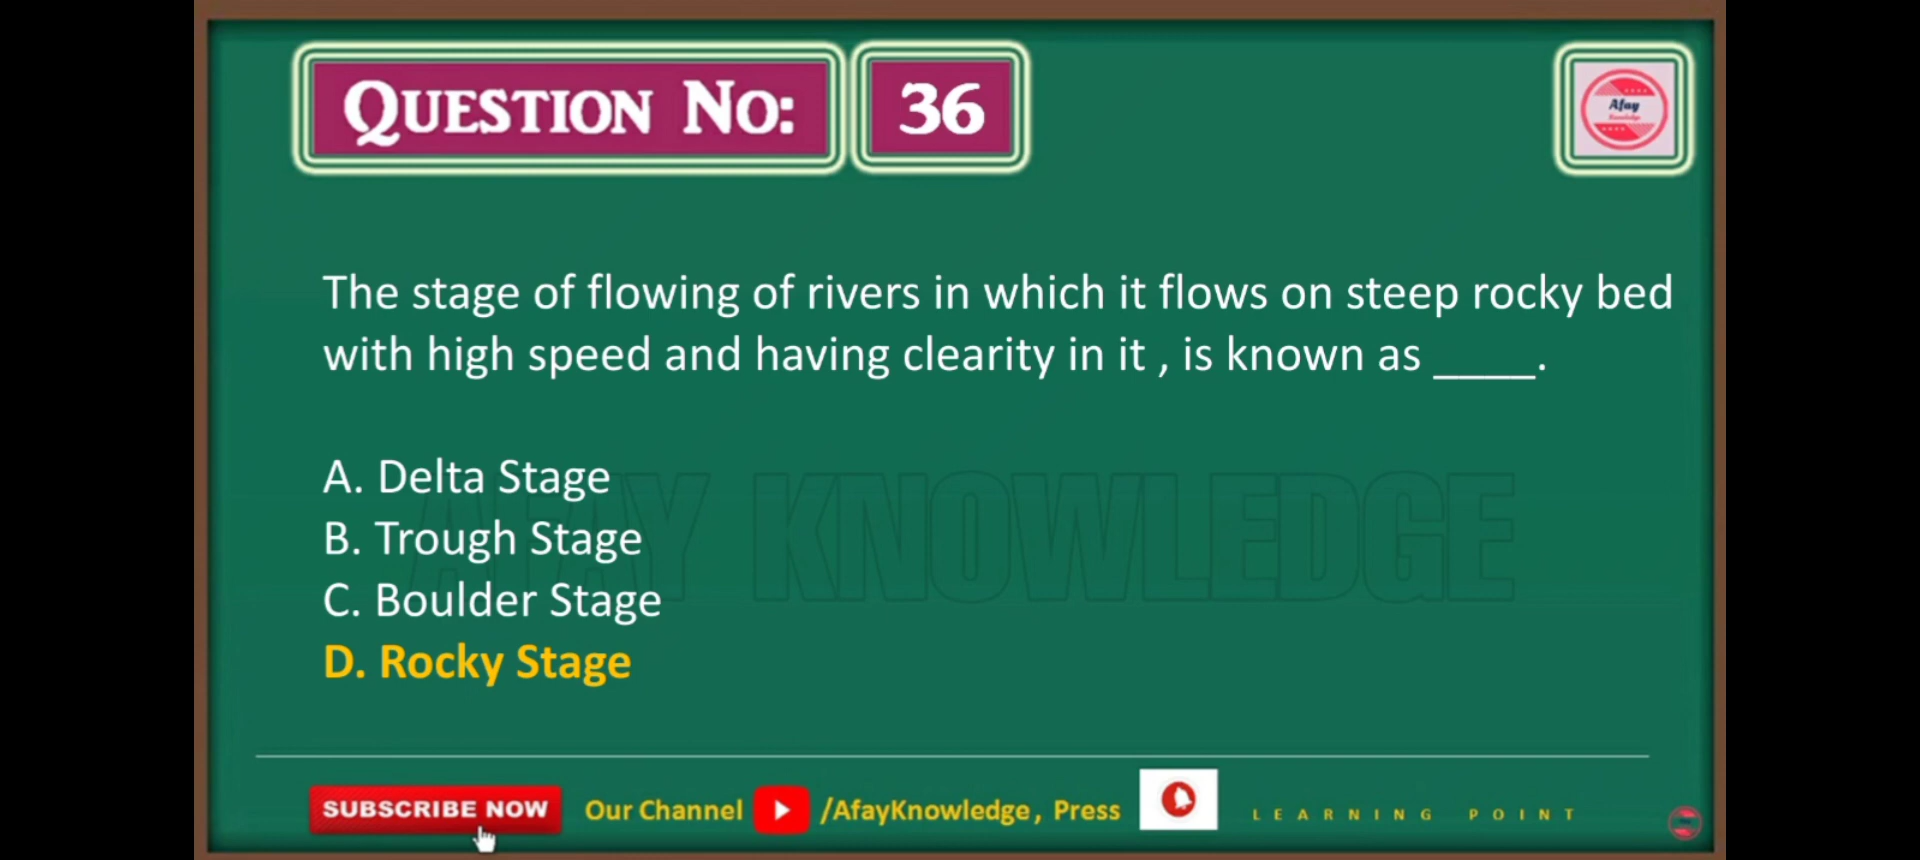 QUESTION NO: 36
Afay
Knowledge
The stage of flowing of rivers in which it flows on steep rocky bed
with high speed and having clearity in it , is known as ____.
A. Delta Stage
B. Trough Stage
C. Boulder Stage
D. Rocky Stage
AFAY KNOWLEDGE
SUBSCRIBE NOW Our Channel /AfayKnowledge, Press LEARNING POINT